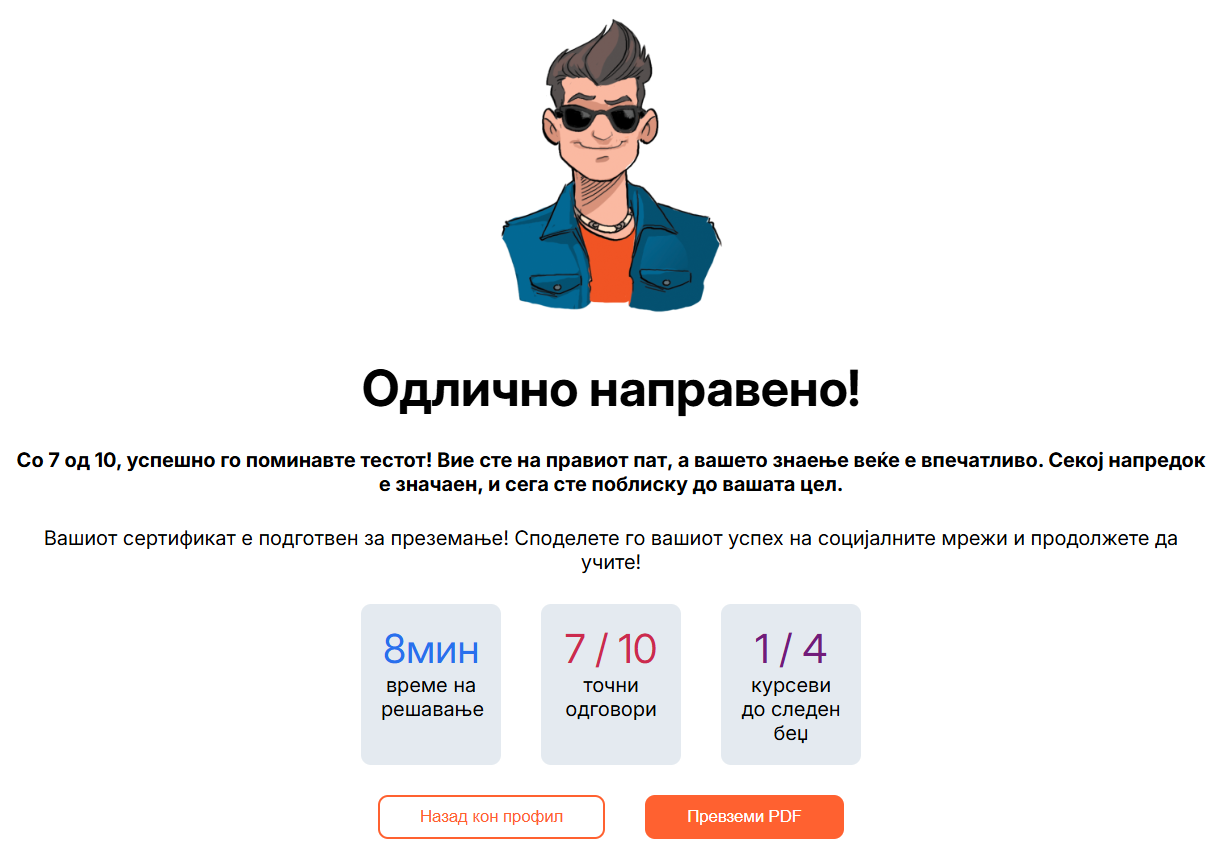 Одлично направено!
Со 7 од 10, успешно го поминавте тестот! Вие сте на правиот пат, а вашето знаење веќе е впечатливо. Секој напредок
е значаен, и сега сте поблиску до вашата цел.
Вашиот сертификат е подготвен за преземање! Споделете го вашиот успех на социјалните мрежи и продолжете да
учите!
8мин
време на
решавање
7 / 10
точни
одговори
1 / 4
курсеви
до следен
беџ
Назад кон профил
Превземи PDF